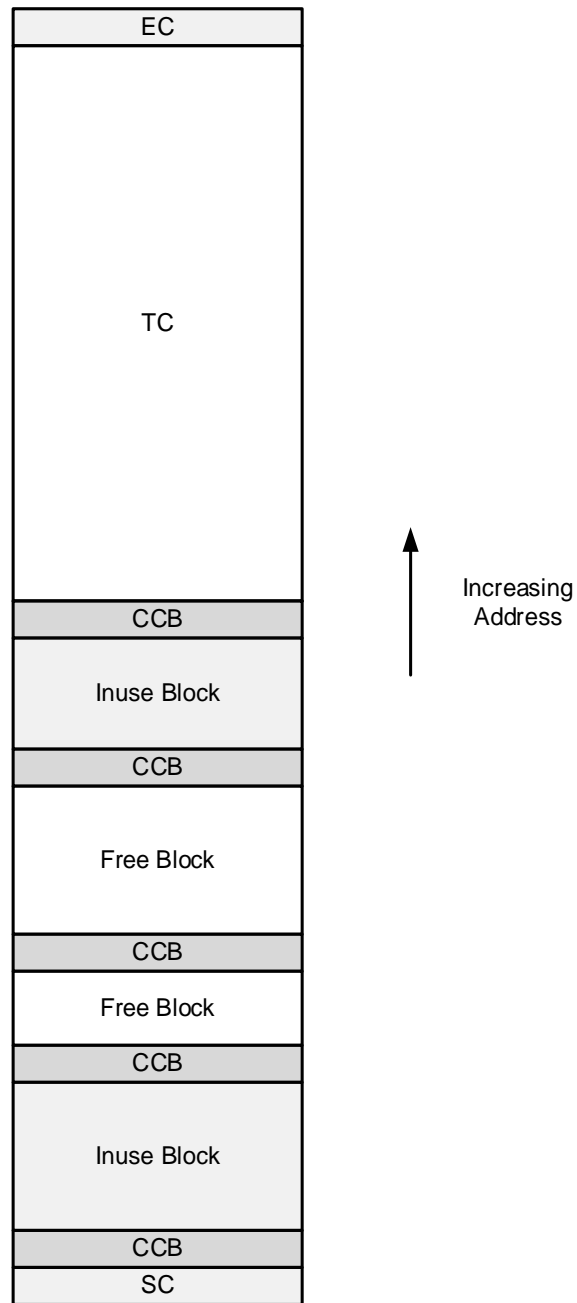 EC
TC
Increasing
Address
CCB
Inuse Block
CCB
Free Block
CCB
Free Block
CCB
Inuse Block
CCB
SC